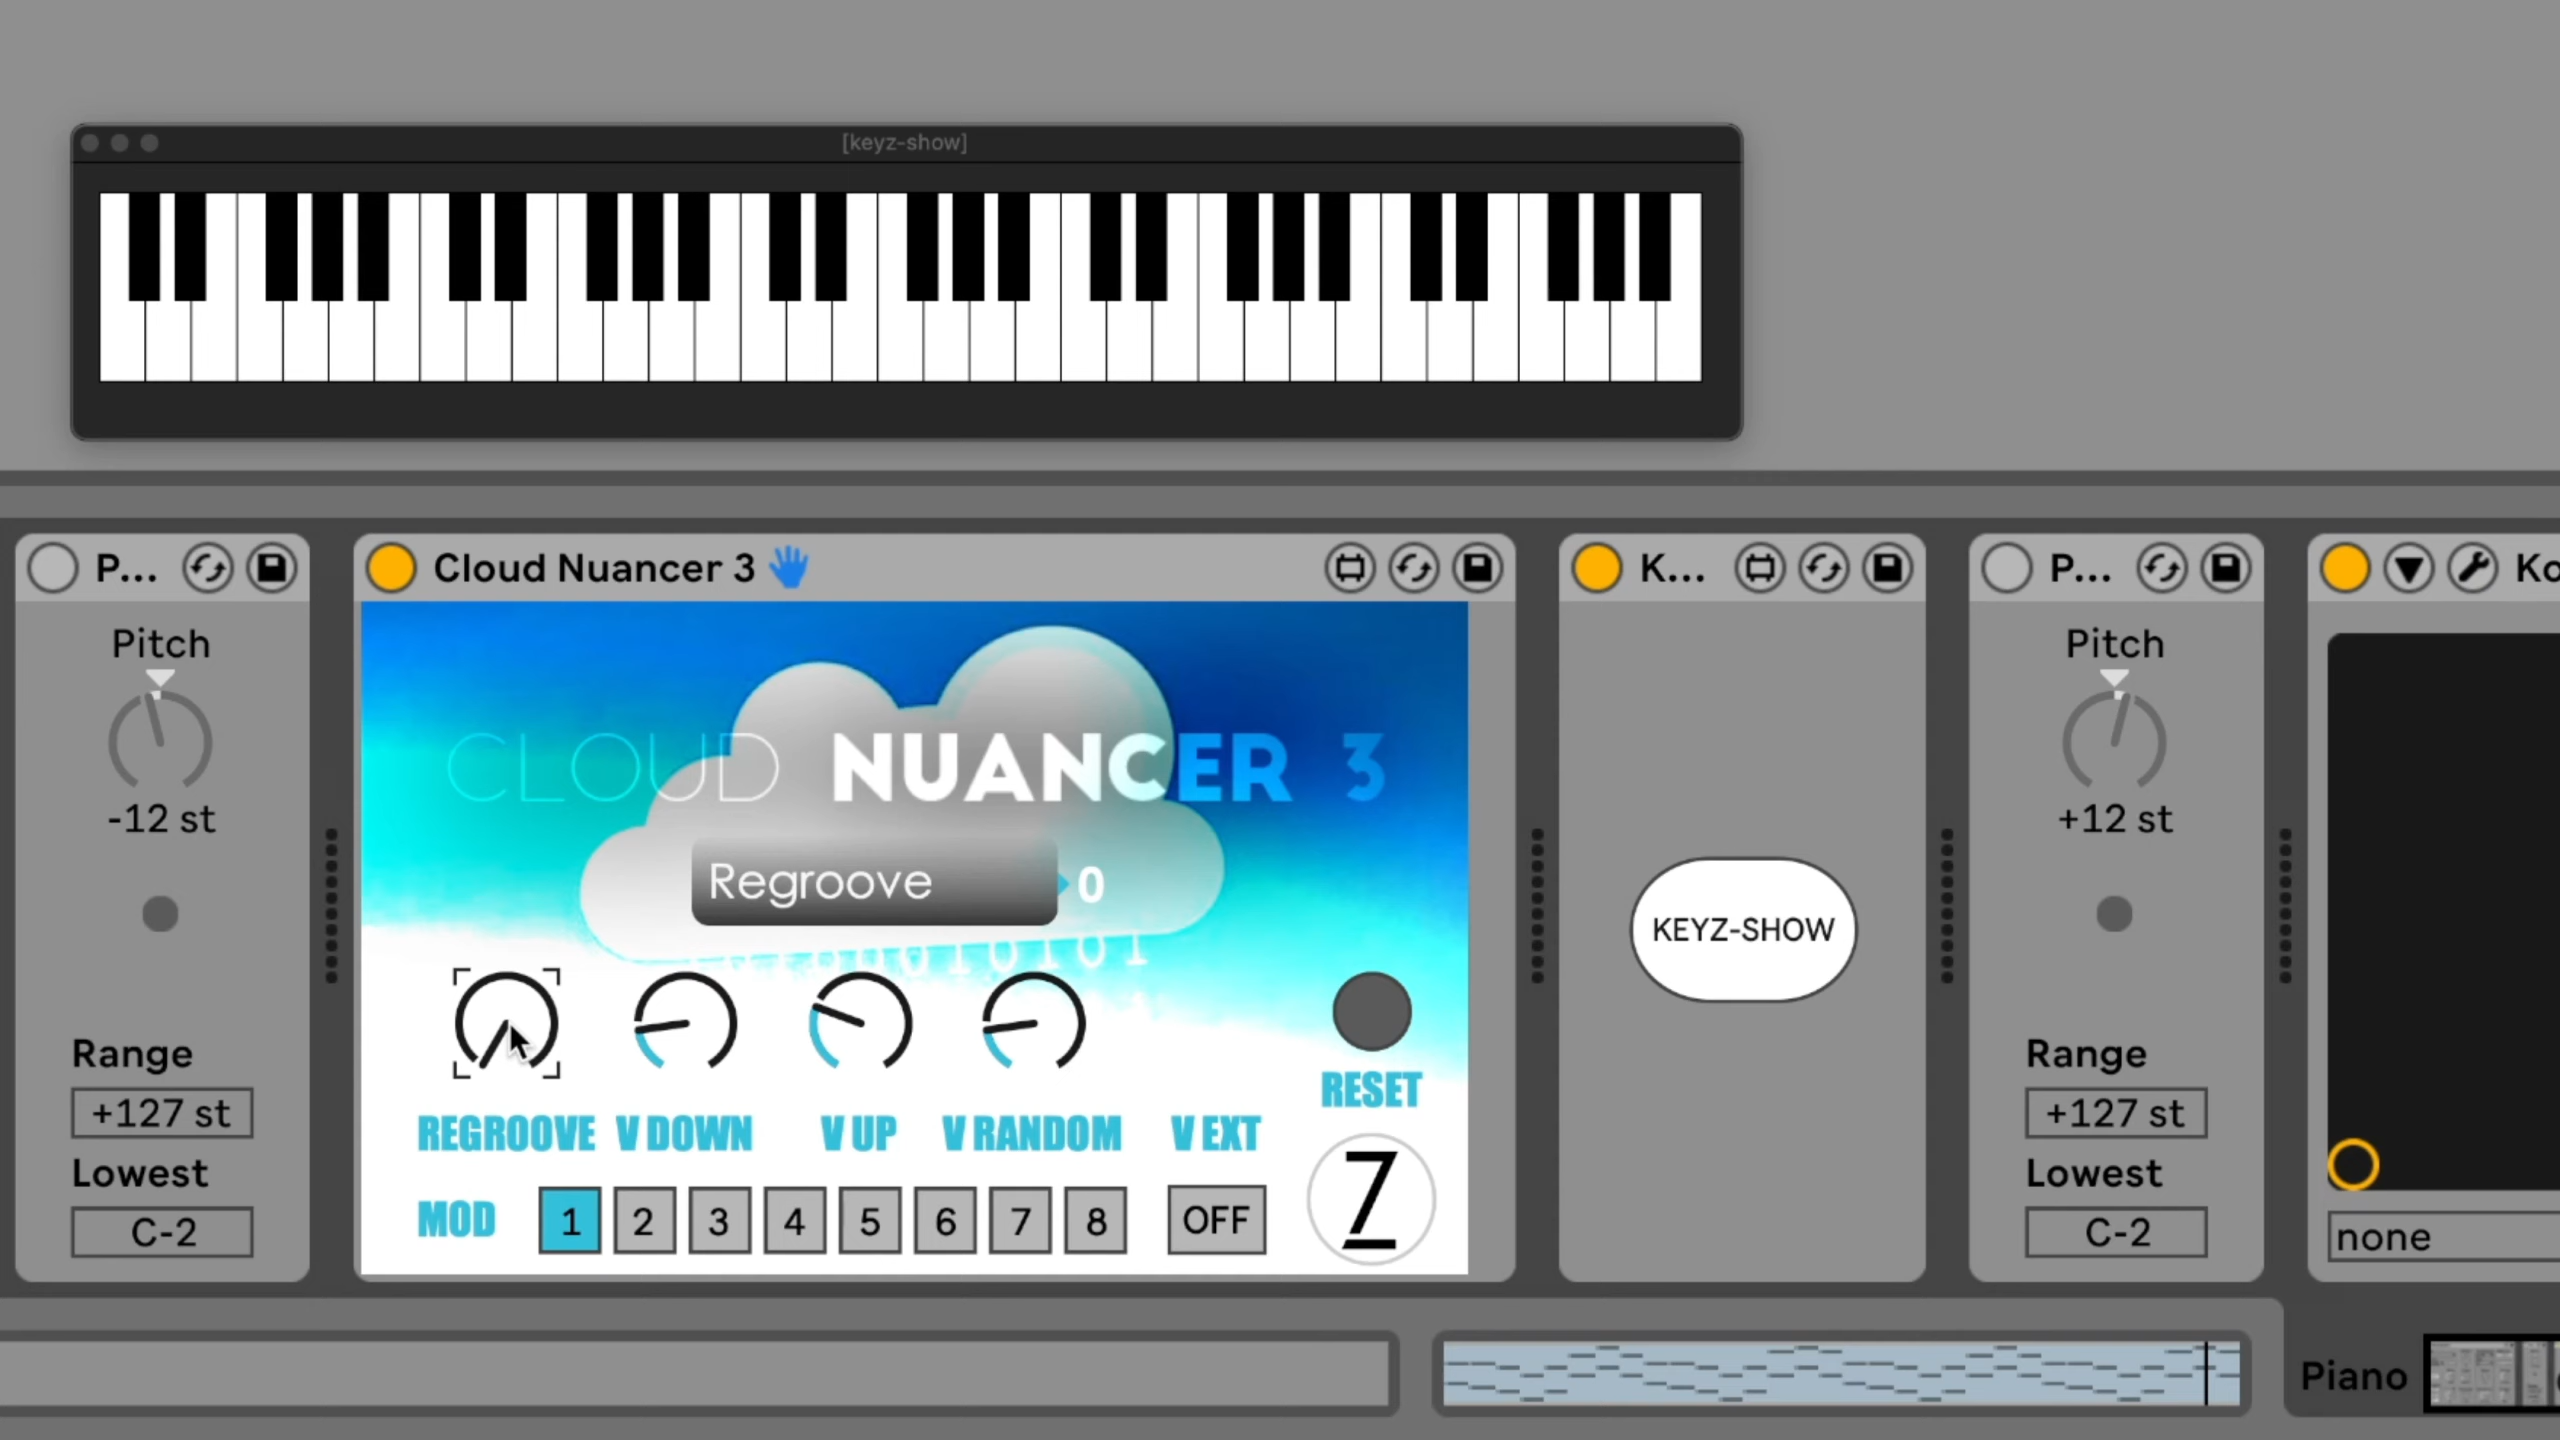 [keyz-show]
P...
Pitch
-12 st
Range
+127 st
Lowest
C-2
Cloud Nuancer 3
CLOUD NUANCER 3
Regroove
0
REGROOVE
V DOWN
V UP
V RANDOM
V EXT
RESET
MOD
1 2 3 4 5 6 7 8
OFF
Z
K...
KEYZ-SHOW
P...
Pitch
+12 st
Range
+127 st
Lowest
C-2
Ko
none
Piano